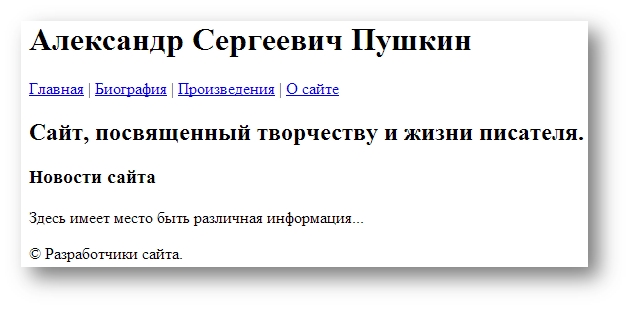 Александр Сергеевич Пушкин
Главная | Биография | Произведения | О сайте
Сайт, посвященный творчеству и жизни писателя.
Новости сайта
Здесь имеет место быть различная информация...
© Разработчики сайта.